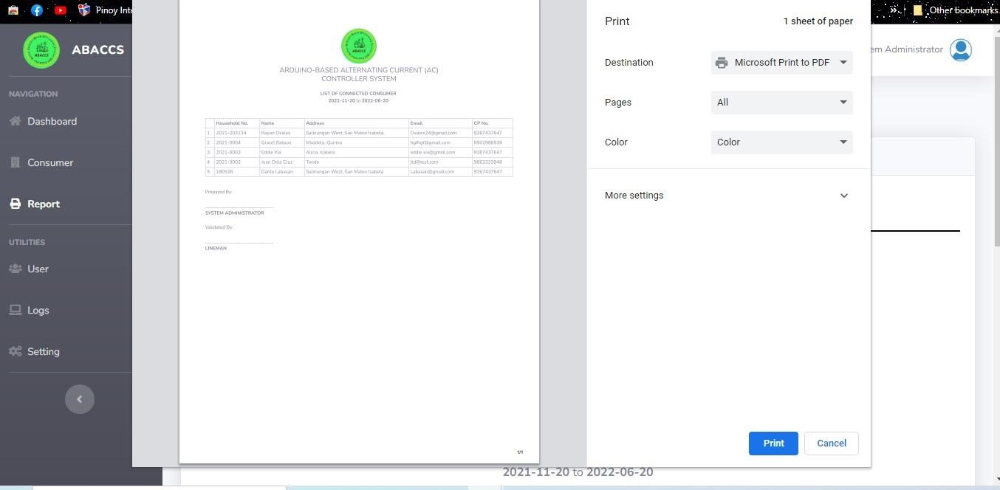 Pinoy Inte
Other bookmarks
ABACCS
em Administrator
NAVIGATION
Dashboard
Consumer
Report
UTILITIES
User
Logs
Setting
ABACCS
ARDUINO-BASED ALTERNATING CURRENT (AC)
CONTROLLER SYSTEM
LIST OF CONNECTED CONSUMER
2021-11-20 to 2022-06-20
Household No. Name Address Email CP No.
1 2021-203134 Rayan Oxales Salinungan West, San Mateo Isabela Oxales24@gmail.com 9267437647
2 2021-0004 Gracel Batoon Maddela, Quirino hgfhgf@gmail.com 9502986539
3 2021-0003 Eddie Xia Alicia, Isabela eddie.xia@gmail.com 9267437647
4 2021-0002 Juan Dela Cruz Tondo jtd@test.com 9663323948
5 180526 Dante Labasan Salinungan West, San Mateo Isabela Labasan@gmail.com 9267437647
Prepared By:
SYSTEM ADMINISTRATOR
Validated By:
LINEMAN
1/1
Print 1 sheet of paper
Destination Microsoft Print to PDF
Pages All
Color Color
More settings
Print Cancel
2021-11-20 to 2022-06-20